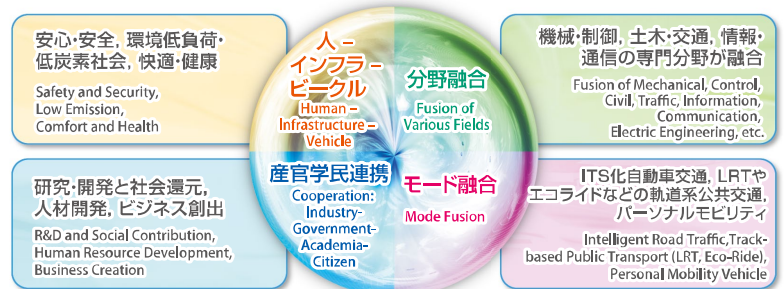 安心・安全, 環境低負荷・
低炭素社会, 快適・健康
Safety and Security,
Low Emission,
Comfort and Health
人 –
インフラ –
ビークル
Human –
Infrastructure –
Vehicle
分野融合
Fusion of
Various Fields
機械・制御, 土木・交通, 情報・
通信の専門分野が融合
Fusion of Mechanical, Control,
Civil, Traffic, Information,
Communication,
Electric Engineering, etc.
研究・開発と社会還元,
人材開発, ビジネス創出
R&D and Social Contribution,
Human Resource Development,
Business Creation
産官学民連携
Cooperation:
Industry-
Government-
Academia-
Citizen
モード融合
Mode Fusion
ITS化自動車交通, LRTや
エコライドなどの軌道系公共交通,
パーソナルモビリティ
Intelligent Road Traffic,Track-
based Public Transport (LRT, Eco-Ride),
Personal Mobility Vehicle